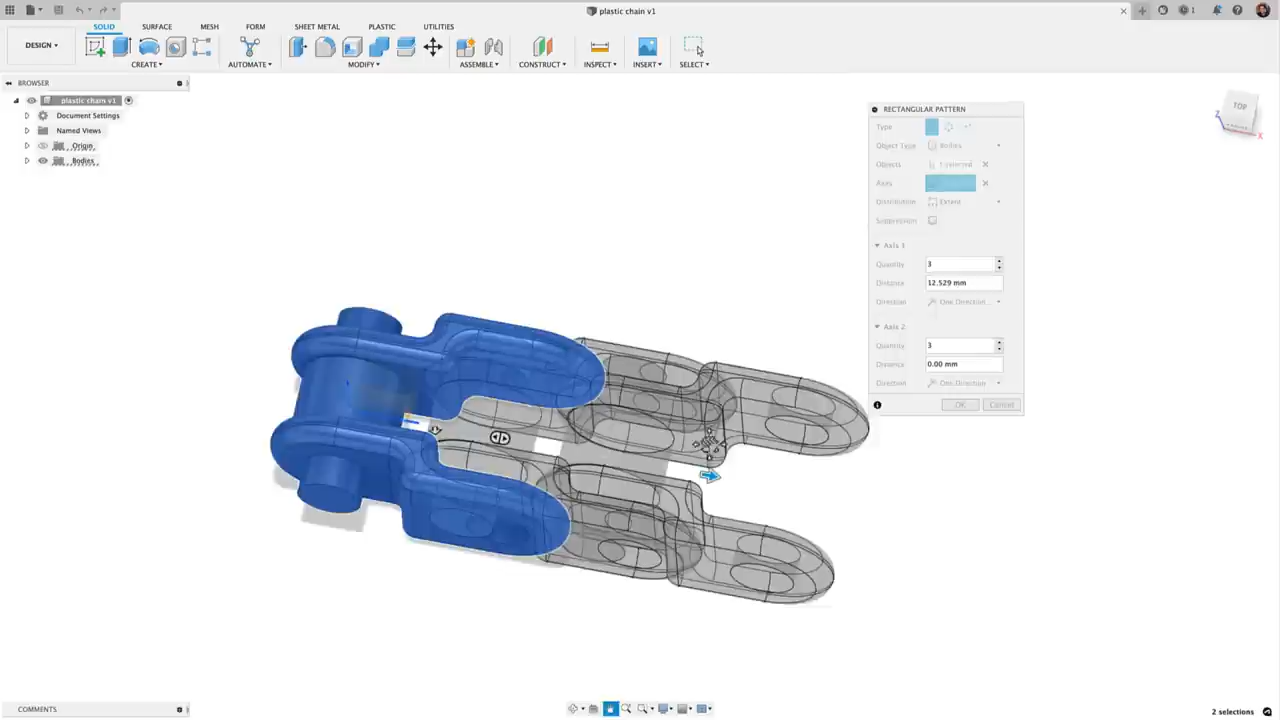 plastic chain v1
1
DESIGN
SOLID
SURFACE
MESH
FORM
SHEET METAL
PLASTIC
UTILITIES
CREATE
AUTOMATE
MODIFY
ASSEMBLE
CONSTRUCT
INSPECT
INSERT
SELECT
BROWSER
plastic chain v1
Document Settings
Named Views
Origin
Bodies
TOP
Z
X
RECTANGULAR PATTERN
Type
Object Type Bodies
Objects 1 selected
Axes
Distribution Extent
Suppression
Axis 1
Quantity 3
Distance 12.529 mm
Direction One Direction...
Axis 2
Quantity 3
Distance 0.00 mm
Direction One Direction
OK Cancel
COMMENTS
2 selections